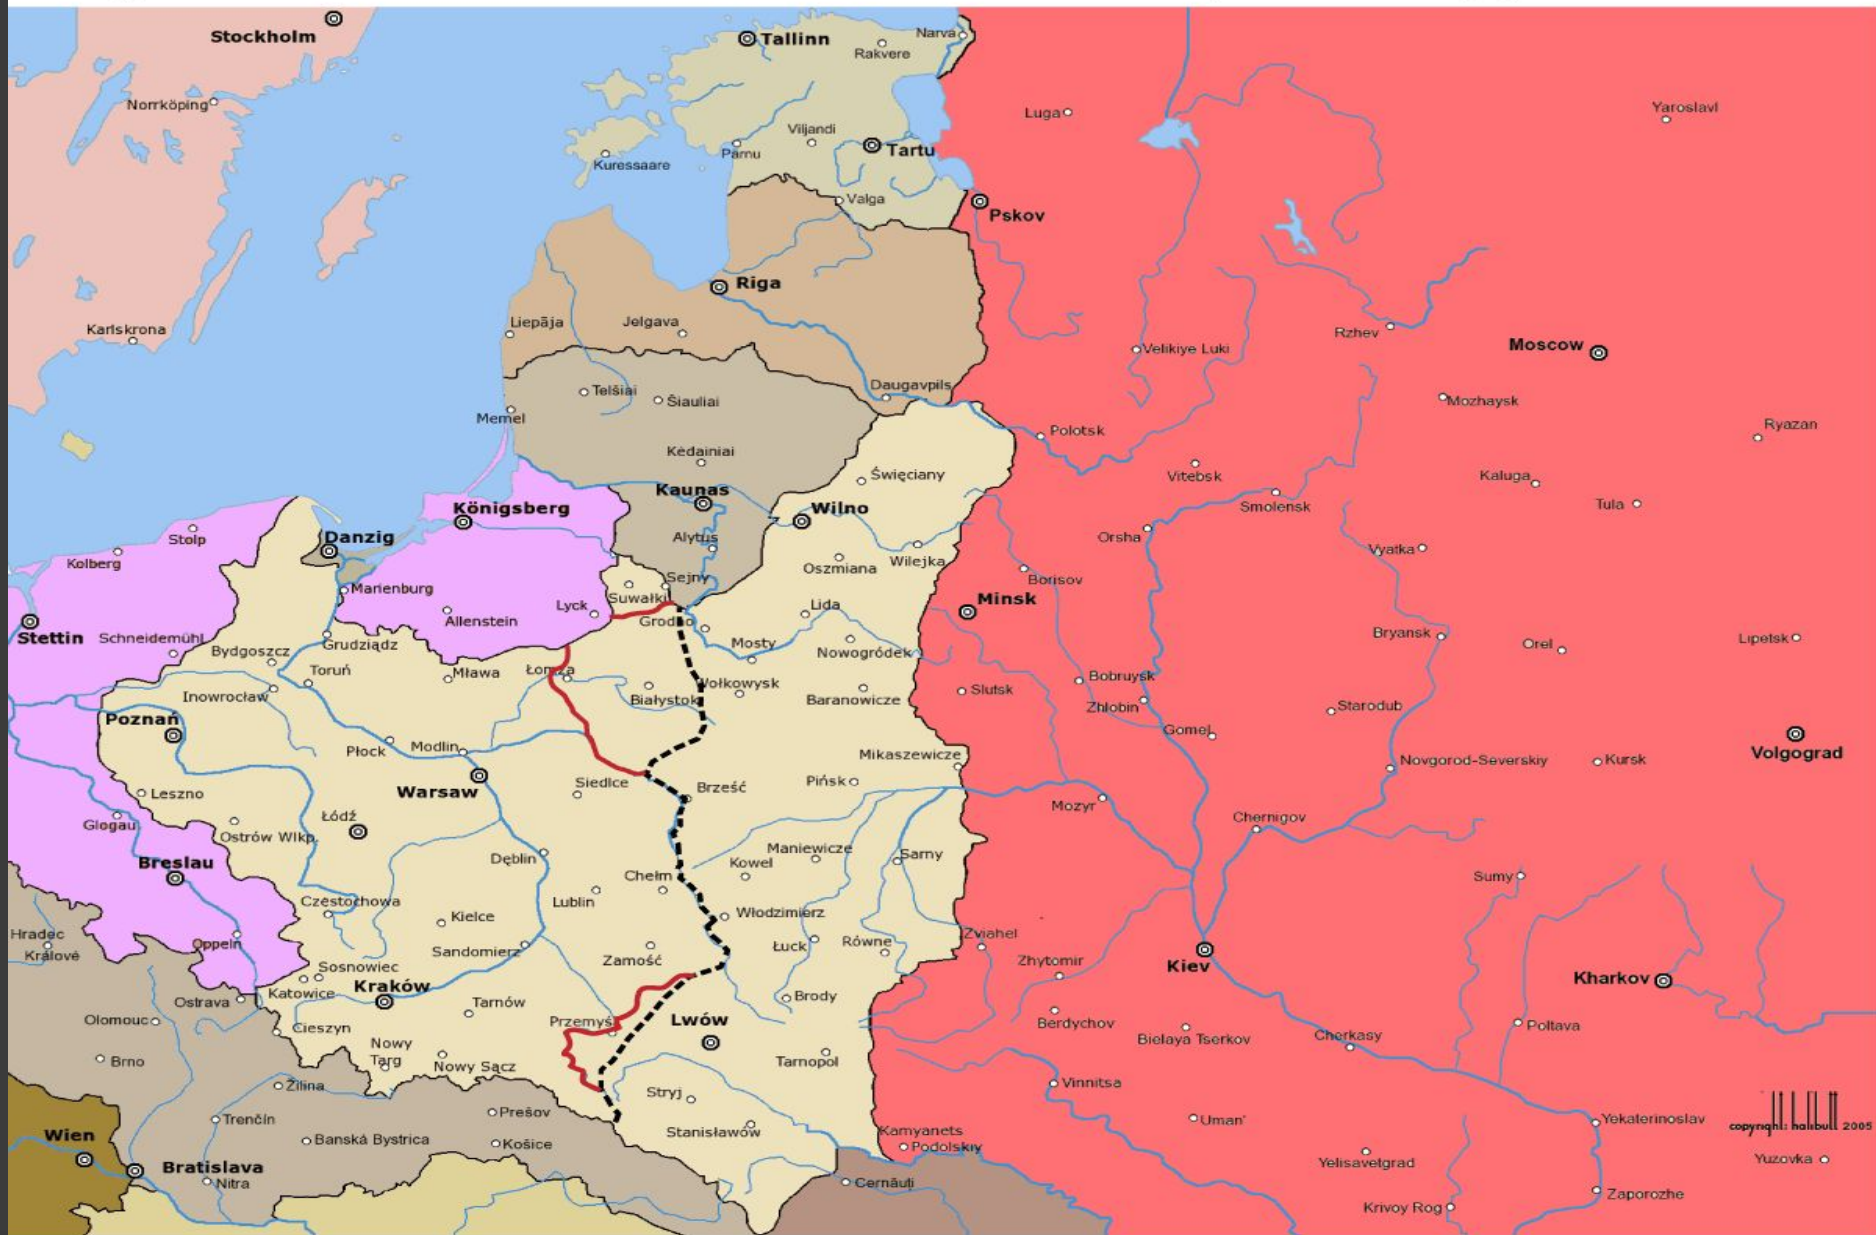 Stockholm
Tallinn
Narva
Rakvere
Norrköping
Luga
Yaroslavl
Viljandi
Pärnu
Tartu
Kuressaare
Valga
Pskov
Riga
Liepāja
Jelgava
Karlskrona
Velikiye Luki
Rzhev
Moscow
Daugavpils
Telšiai
Šiauliai
Memel
Mozhaysk
Polotsk
Ryazan
Kėdainiai
Święciany
Vitebsk
Kaluga
Kaunas
Königsberg
Wilno
Smolensk
Tula
Stolp
Danzig
Alytus
Orsha
Vyatka
Kolberg
Oszmiana
Wilejka
Sejny
Borisov
Marienburg
Suwałki
Lyck
Lida
Minsk
Allenstein
Grodno
Stettin
Schneidemühl
Grudziądz
Mosty
Bryansk
Orel
Lipetsk
Bydgoszcz
Nowogródek
Toruń
Mława
Łomża
Wołkowysk
Bobruysk
Inowrocław
Białystok
Baranowicze
Slutsk
Zhlobin
Starodub
Poznań
Gomel
Płock
Modlin
Mikaszewicze
Novgorod-Severskiy
Kursk
Volgograd
Warsaw
Siedlce
Brześć
Pińsk
Leszno
Mozyr
Glogau
Łódź
Ostrów Wlkp.
Chernigov
Breslau
Dęblin
Maniewicze
Kowel
Sarny
Chełm
Sumy
Częstochowa
Lublin
Kielce
Włodzimierz
Hradec
Králové
Oppeln
Sandomierz
Łuck
Równe
Zviahel
Zamość
Zhytomir
Kiev
Sosnowiec
Katowice
Kraków
Kharkov
Ostrava
Tarnów
Brody
Olomouc
Cieszyn
Przemyśl
Lwów
Berdychov
Bielaya Tserkov
Cherkasy
Poltava
Brno
Nowy
Targ
Nowy Sącz
Tarnopol
Žilina
Stryj
Vinnitsa
Trenčín
Prešov
Uman'
Yekaterinoslav
copyright: halibutt 2005
Wien
Banská Bystrica
Košice
Stanisławów
Kamyanets
Podolskiy
Yelisavetgrad
Yuzovka
Bratislava
Nitra
Cernăuți
Krivoy Rog
Zaporozhe